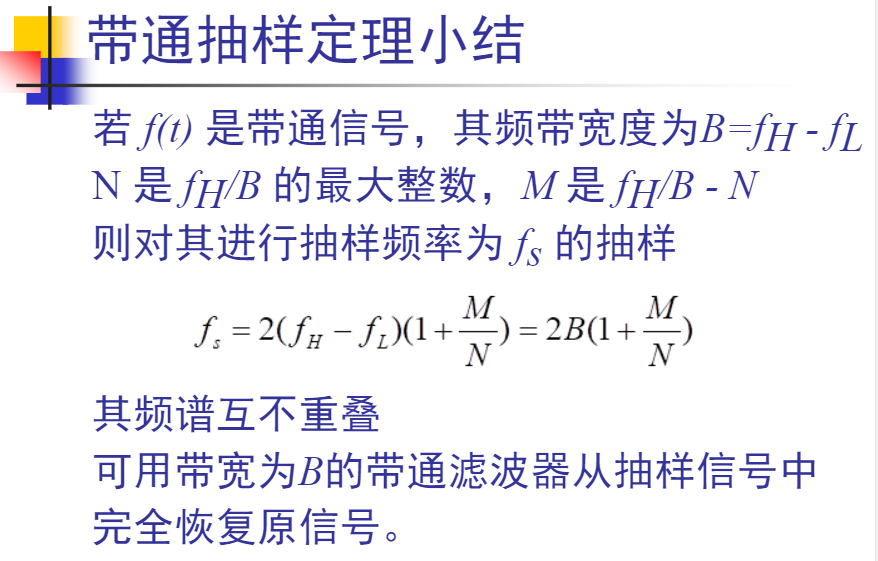 带通抽样定理小结
若 f(t) 是带通信号，其频带宽度为B=fH - fL
N 是 fH/B 的最大整数，M 是 fH/B - N
则对其进行抽样频率为 fS 的抽样
f_s = 2(f_H − f_L)(1 + M/N) = 2B(1 + M/N)
其频谱互不重叠
可用带宽为B的带通滤波器从抽样信号中
完全恢复原信号。